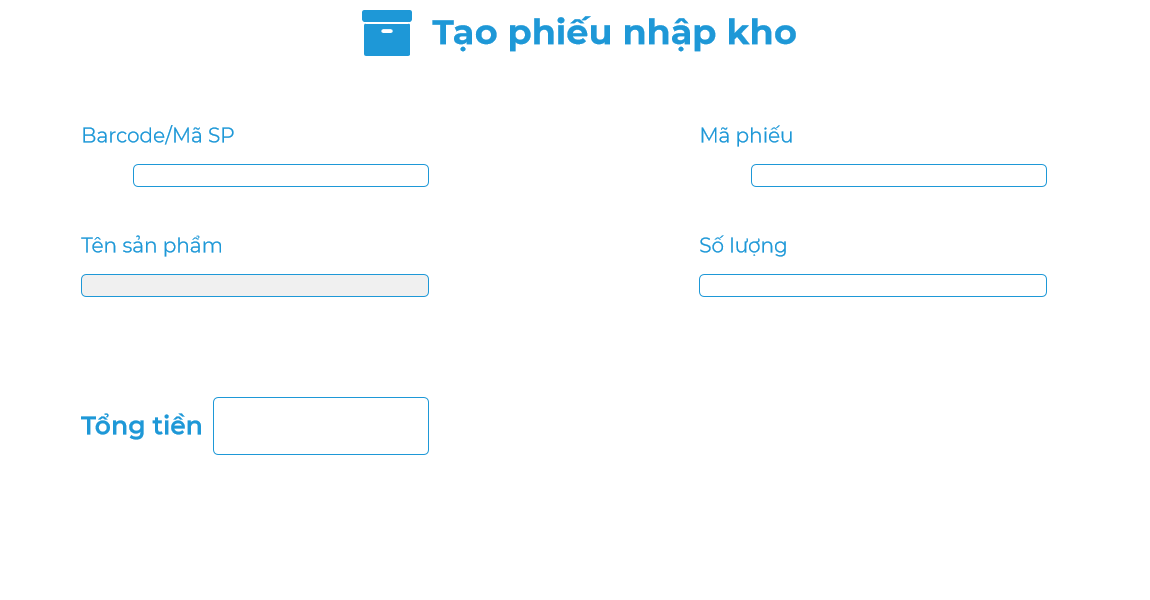 Tạo phiếu nhập kho
Barcode/Mã SP
Mã phiếu
Tên sản phẩm
Số lượng
Tổng tiền